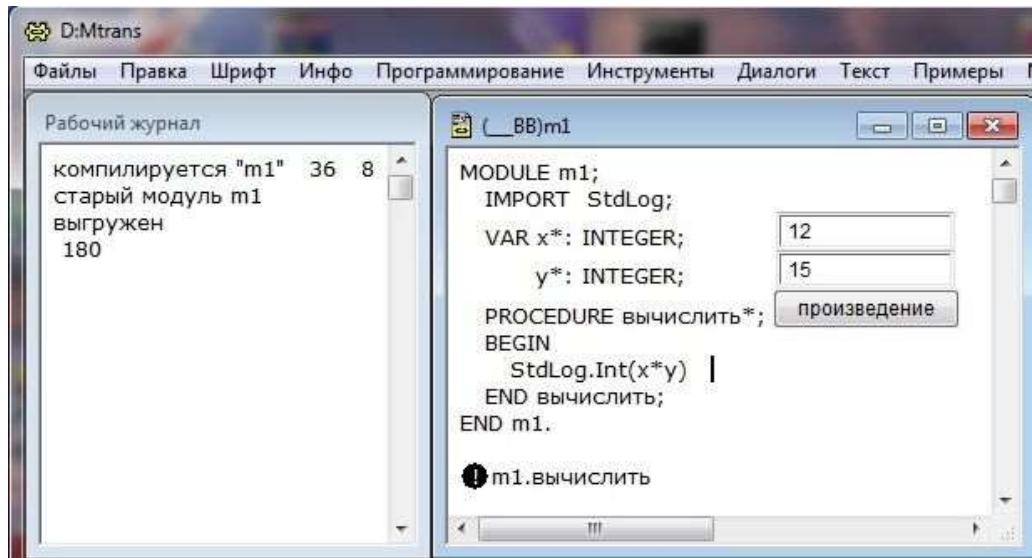 D:Mtrans
Файлы Правка Шрифт Инфо Программирование Инструменты Диалоги Текст Примеры
Рабочий журнал
компилируется "m1" 36 8
старый модуль m1
выгружен
180
(__BB)m1
MODULE m1;
IMPORT StdLog;
VAR x*: INTEGER; 12
y*: INTEGER; 15
PROCEDURE вычислить*; произведение
BEGIN
StdLog.Int(x*y)
END вычислить;
END m1.
!m1.вычислить